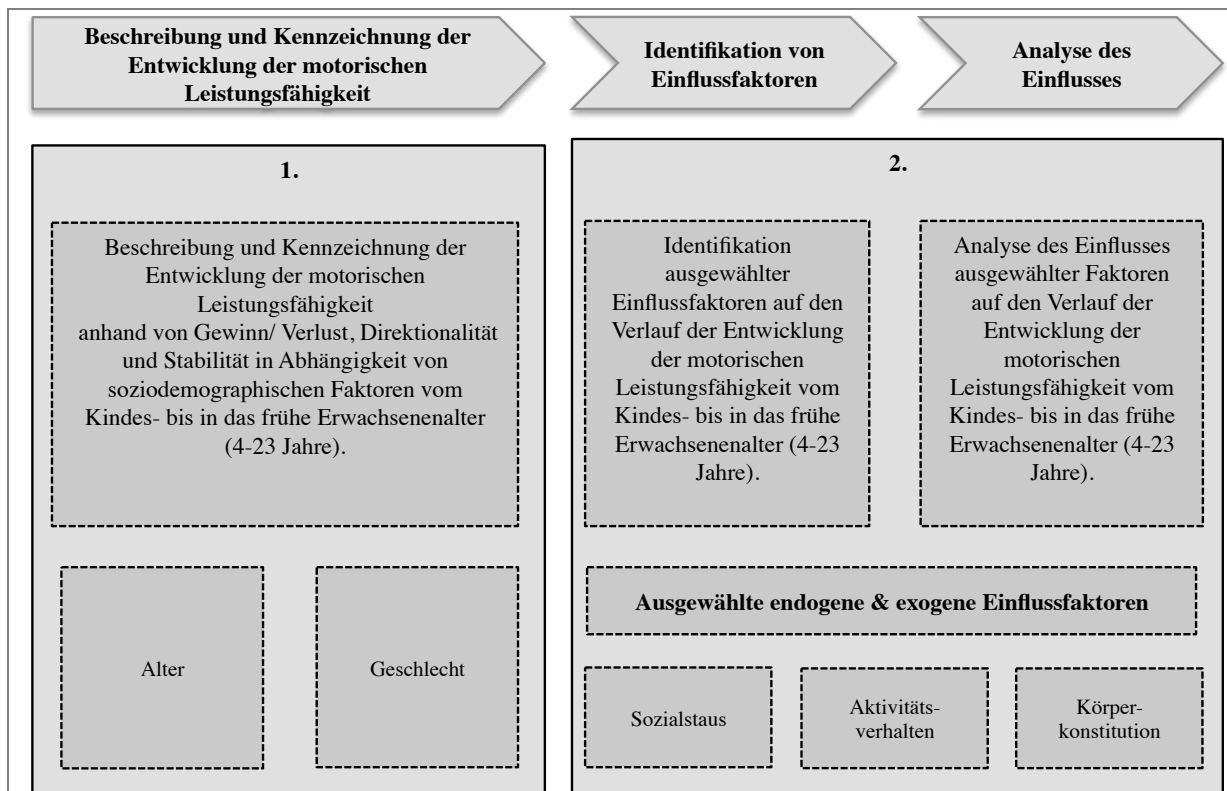 Beschreibung und Kennzeichnung der
Entwicklung der motorischen
Leistungsfähigkeit
Identifikation von
Einflussfaktoren
Analyse des
Einflusses
1.
Beschreibung und Kennzeichnung der
Entwicklung der motorischen
Leistungsfähigkeit
anhand von Gewinn/ Verlust, Direktionalität
und Stabilität in Abhängigkeit von
soziodemographischen Faktoren vom
Kindes- bis in das frühe Erwachsenenalter
(4-23 Jahre).
Alter
Geschlecht
2.
Identifikation
ausgewählter
Einflussfaktoren auf den
Verlauf der Entwicklung
der motorischen
Leistungsfähigkeit vom
Kindes- bis in das frühe
Erwachsenenalter (4-23
Jahre).
Analyse des Einflusses
ausgewählter Faktoren
auf den Verlauf der
Entwicklung der
motorischen
Leistungsfähigkeit vom
Kindes- bis in das frühe
Erwachsenenalter (4-23
Jahre).
Ausgewählte endogene & exogene Einflussfaktoren
Sozialstaus
Aktivitäts-
verhalten
Körper-
konstitution